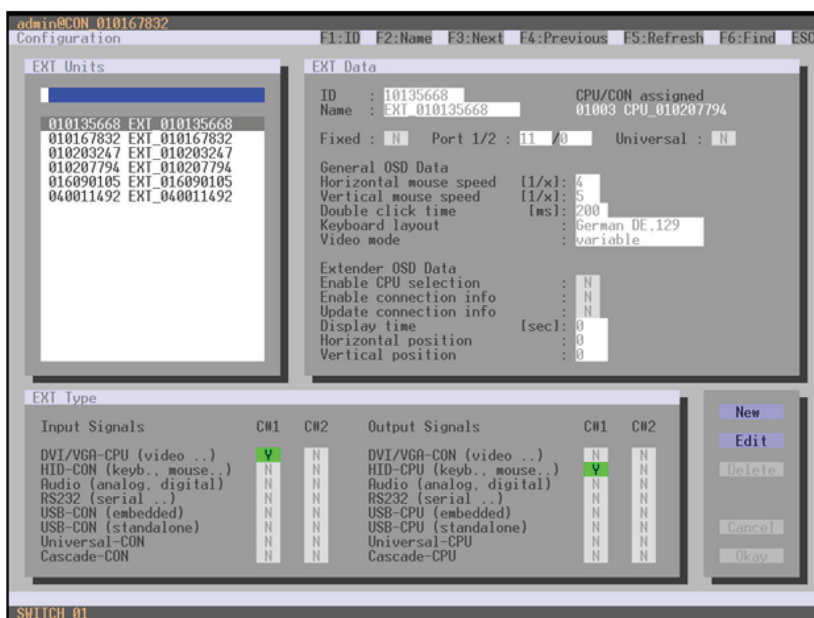 admin@CON_010167832
Configuration F1:ID F2:Name F3:Next F4:Previous F5:Refresh F6:Find ESC
EXT Units
010135668 EXT_010135668
010167832 EXT_010167832
010203247 EXT_010203247
010207794 EXT_010207794
016090105 EXT_016090105
040011492 EXT_040011492
EXT Data
ID : 10135668 CPU/CON assigned
Name : EXT_010135668 01003 CPU_010207794
Fixed : N Port 1/2 : 11 /0 Universal : N
General OSD Data
Horizontal mouse speed [1/x]: 4
Vertical mouse speed [1/x]: 5
Double click time [ms]: 200
Keyboard layout : German DE,129
Video mode : variable
Extender OSD Data
Enable CPU selection : N
Enable connection info : N
Update connection info : N
Display time [sec]: 0
Horizontal position : 0
Vertical position : 0
EXT Type
Input Signals C#1 C#2 Output Signals C#1 C#2
DVI/VGA-CPU (video ..) Y N DVI/VGA-CON (video ..) N N
HID-CON (keyb., mouse..) N N HID-CPU (keyb., mouse..) Y N
Audio (analog, digital) N N Audio (analog, digital) N N
RS232 (serial ..) N N RS232 (serial ..) N N
USB-CON (embedded) N N USB-CPU (embedded) N N
USB-CON (standalone) N N USB-CPU (standalone) N N
Universal-CON N N Universal-CPU N N
Cascade-CON N N Cascade-CPU N N
New
Edit
Delete
Cancel
Okay
SWITCH_01